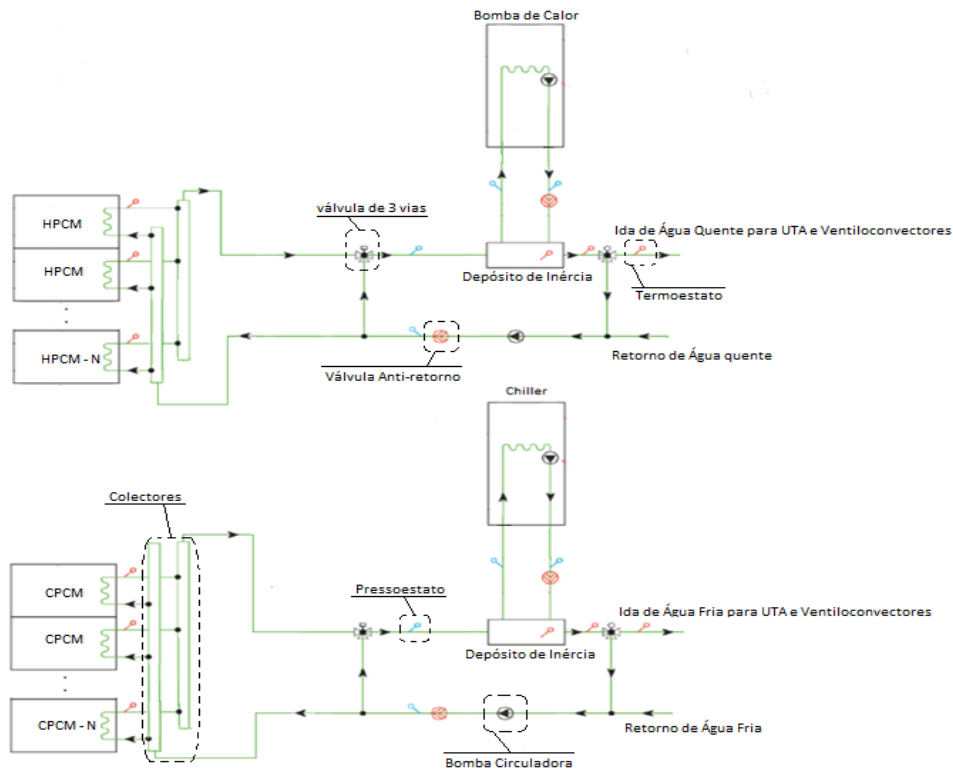 Bomba de Calor
HPCM
HPCM
:
HPCM - N
válvula de 3 vias
Depósito de Inércia
Ida de Água Quente para UTA e Ventiloconvectores
Termoestato
Retorno de Água quente
Válvula Anti-retorno
Chiller
Colectores
CPCM
CPCM
:
CPCM - N
Pressoestato
Depósito de Inércia
Ida de Água Fria para UTA e Ventiloconvectores
Retorno de Água Fria
Bomba Circuladora